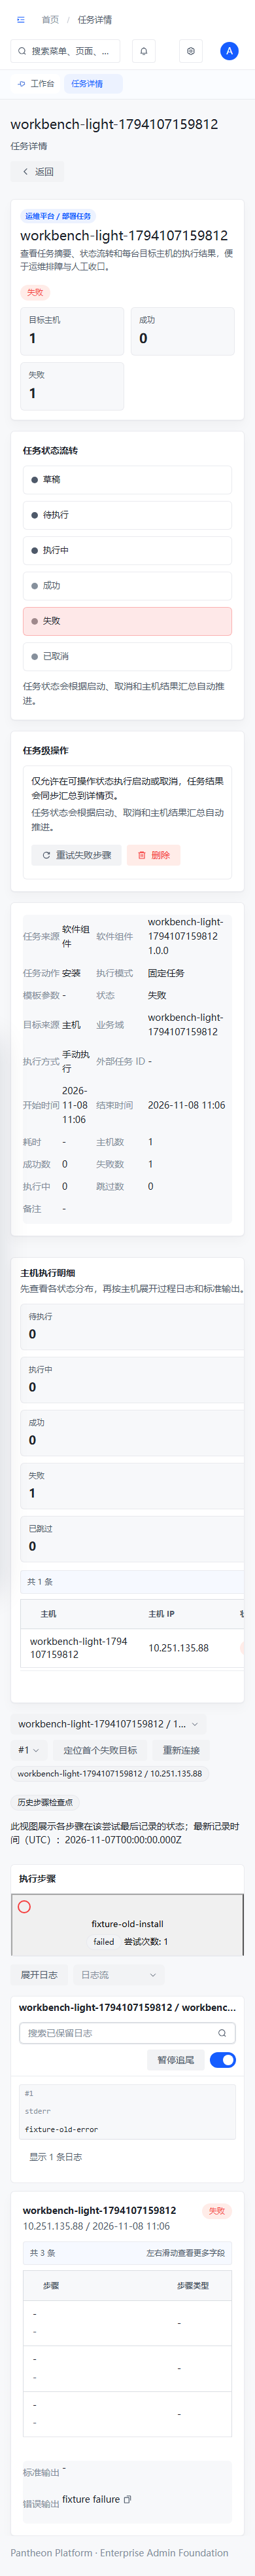 首页 / 任务详情
搜索菜单、页面、...
A
工作台 任务详情
workbench-light-1794107159812
任务详情
返回
运维平台 / 部署任务
workbench-light-1794107159812
查看任务摘要、状态流转和每台目标主机的执行结果，便
于运维排障与人工收口。
失败
目标主机 成功
1 0
失败
1
任务状态流转
草稿
待执行
执行中
成功
失败
已取消
任务状态会根据启动、取消和主机结果汇总自动推
进。
任务级操作
仅允许在可操作状态执行启动或取消，任务结果
会同步汇总到详情页。
任务状态会根据启动、取消和主机结果汇总自动
推进。
重试失败步骤 删除
任务来源 软件组件 软件组件 workbench-light-1794107159812 1.0.0
任务动作 安装 执行模式 固定任务
模板参数 - 状态 失败
目标来源 主机 业务域 workbench-light-1794107159812
执行方式 手动执行 外部任务 ID -
开始时间 2026-11-08 11:06 结束时间 2026-11-08 11:06
耗时 - 主机数 1
成功数 0 失败数 1
执行中 0 跳过数 0
备注 -
主机执行明细
先查看各状态分布，再按主机展开过程日志和标准输出。
待执行
0
执行中
0
成功
0
失败
1
已跳过
0
共 1 条
主机 主机 IP
workbench-light-1794107159812 10.251.135.88
workbench-light-1794107159812 / 1...
#1 定位首个失败目标 重新连接
workbench-light-1794107159812 / 10.251.135.88
历史步骤检查点
此视图展示各步骤在该尝试最后记录的状态；最新记录时
间（UTC）：2026-11-07T00:00:00.000Z
执行步骤
fixture-old-install
failed 尝试次数: 1
展开日志 日志流
workbench-light-1794107159812 / workbenc...
搜索已保留日志
暂停追尾
#1
stderr
fixture-old-error
显示 1 条日志
workbench-light-1794107159812 失败
10.251.135.88 / 2026-11-08 11:06
共 3 条 左右滑动查看更多字段
步骤 步骤类型
-
- -
-
- -
-
- -
标准输出 -
错误输出 fixture failure
Pantheon Platform · Enterprise Admin Foundation